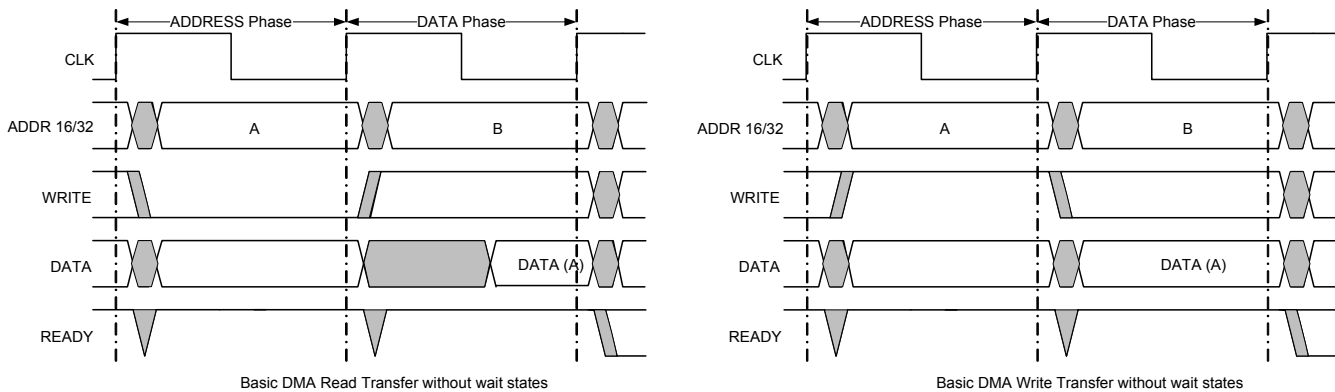 ADDRESS Phase
DATA Phase
CLK
ADDR 16/32
A
B
WRITE
DATA
DATA (A)
READY
Basic DMA Read Transfer without wait states
ADDRESS Phase
DATA Phase
CLK
ADDR 16/32
A
B
WRITE
DATA
DATA (A)
READY
Basic DMA Write Transfer without wait states